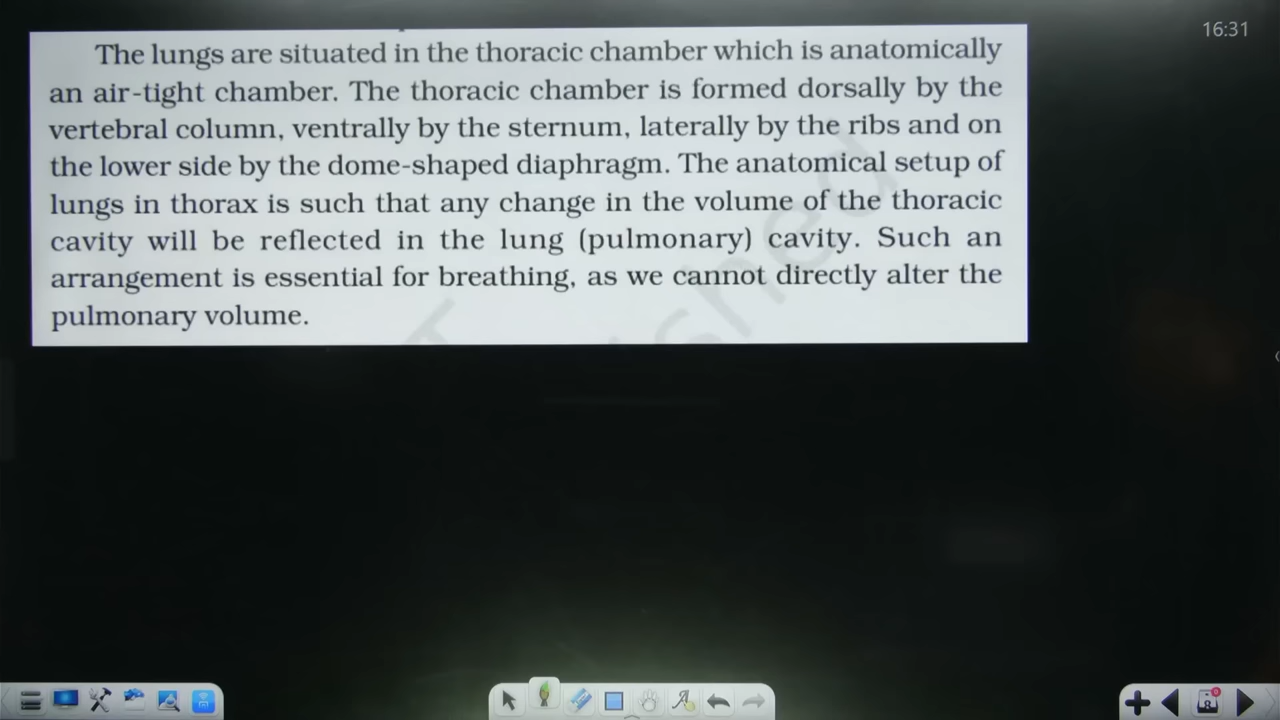 16:31
The lungs are situated in the thoracic chamber which is anatomically
an air-tight chamber. The thoracic chamber is formed dorsally by the
vertebral column, ventrally by the sternum, laterally by the ribs and on
the lower side by the dome-shaped diaphragm. The anatomical setup of
lungs in thorax is such that any change in the volume of the thoracic
cavity will be reflected in the lung (pulmonary) cavity. Such an
arrangement is essential for breathing, as we cannot directly alter the
pulmonary volume.
shed
A
8